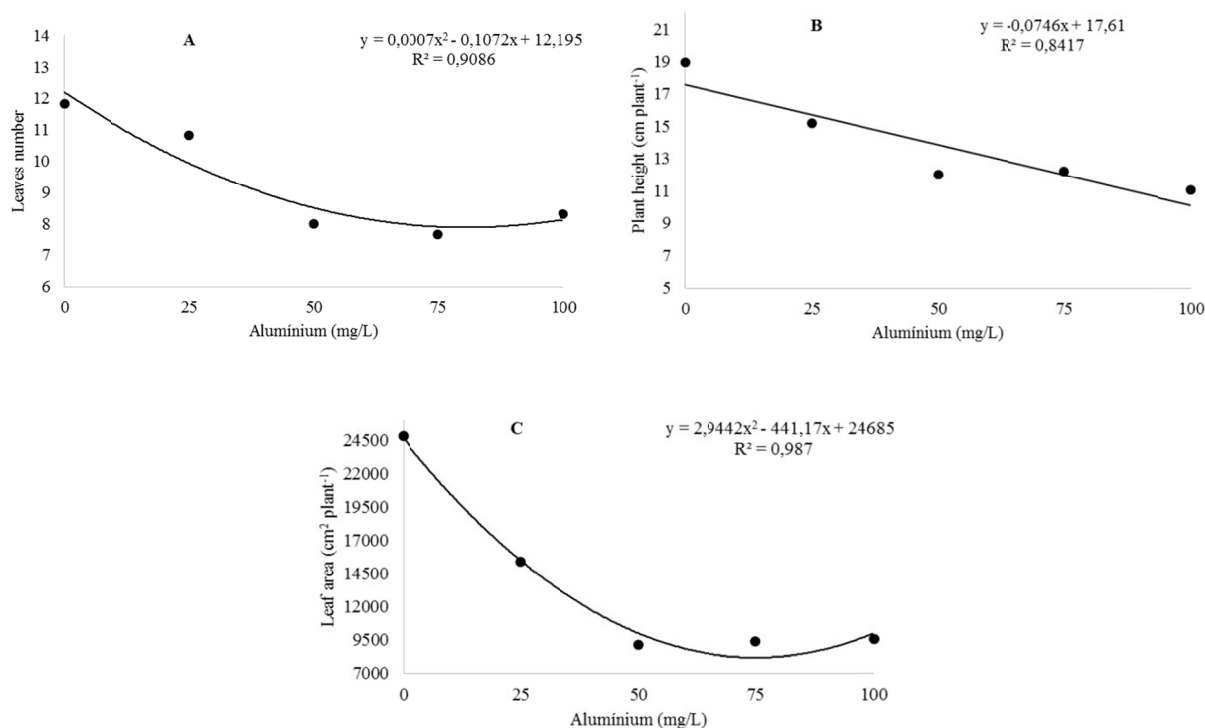 A
y = 0,0007x² - 0,1072x + 12,195
R² = 0,9086
14
13
12
11
10
9
8
7
6
Leaves number
0 25 50 75 100
Alumínium (mg/L)
B
y = -0,0746x + 17,61
R² = 0,8417
21
19
17
15
13
11
9
7
5
Plant height (cm plant⁻¹)
0 25 50 75 100
Alumínium (mg/L)
C
y = 2,9442x² - 441,17x + 24685
R² = 0,987
24500
22000
19500
17000
14500
12000
9500
7000
Leaf area (cm² plant⁻¹)
0 25 50 75 100
Alumínium (mg/L)